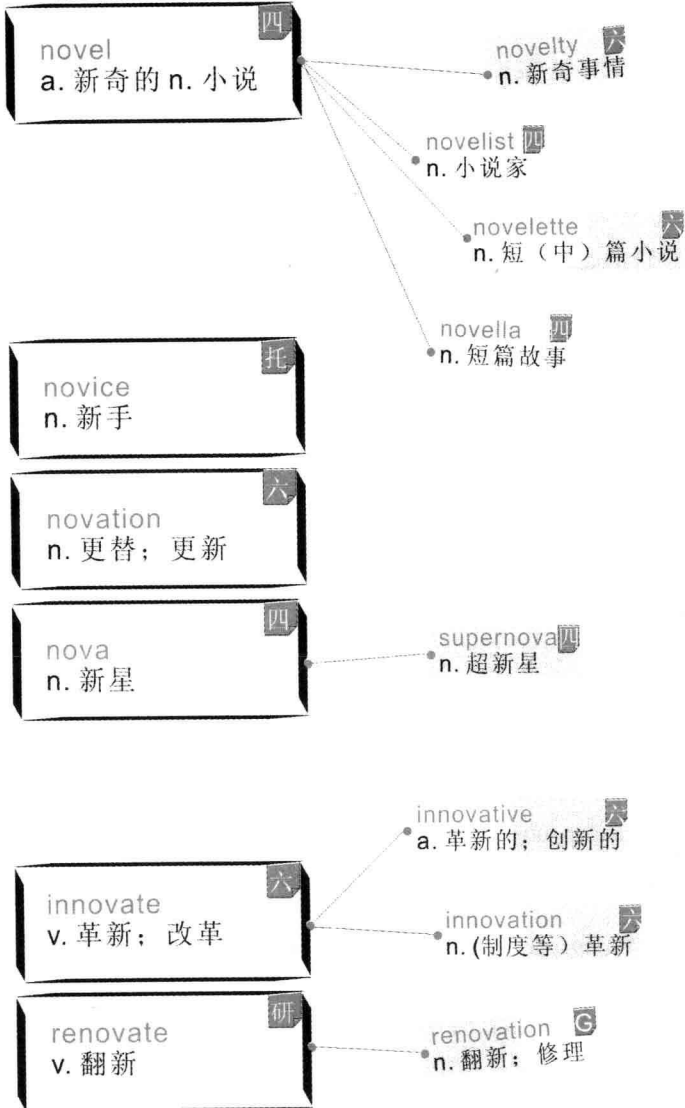 四
novel
a. 新奇的 n. 小说
novelty 六
n. 新奇事情
novelist 四
n. 小说家
novelette 六
n. 短（中）篇小说
novella 四
n. 短篇故事
托
novice
n. 新手
六
novation
n. 更替；更新
四
nova
n. 新星
supernova 四
n. 超新星
innovative 六
a. 革新的；创新的
六
innovate
v. 革新；改革
innovation 六
n. (制度等）革新
研
renovate
v. 翻新
renovation G
n. 翻新；修理